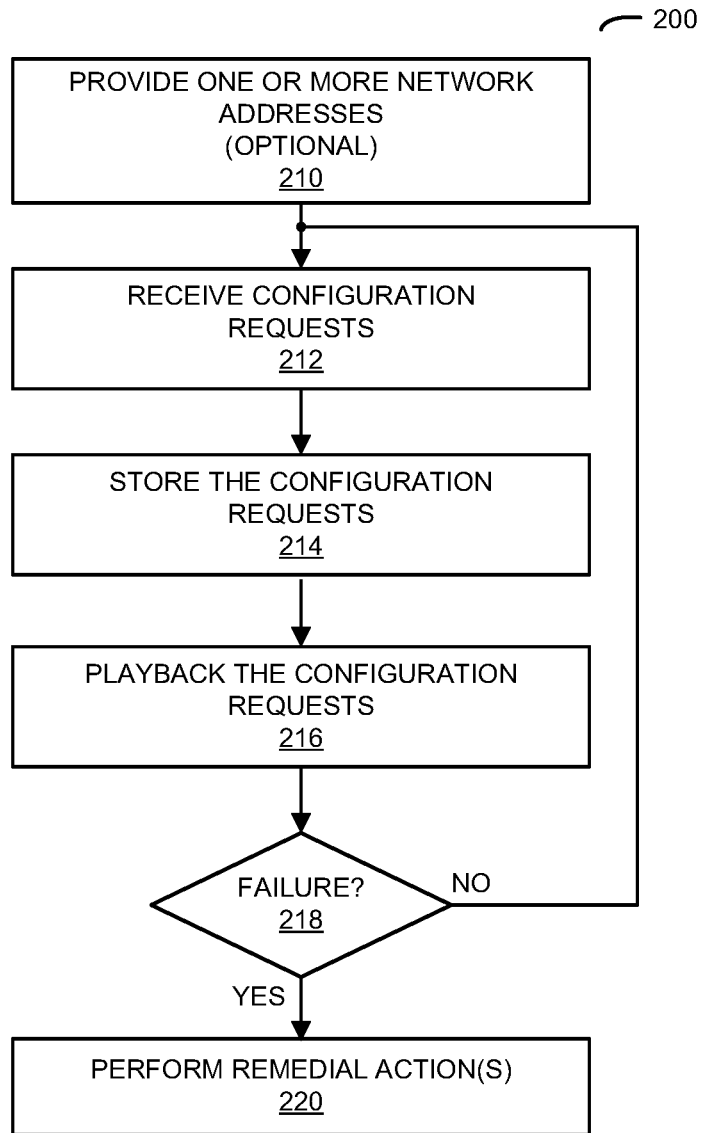 200
PROVIDE ONE OR MORE NETWORK
ADDRESSES
(OPTIONAL)
210
RECEIVE CONFIGURATION
REQUESTS
212
STORE THE CONFIGURATION
REQUESTS
214
PLAYBACK THE CONFIGURATION
REQUESTS
216
FAILURE?
218
NO
YES
PERFORM REMEDIAL ACTION(S)
220